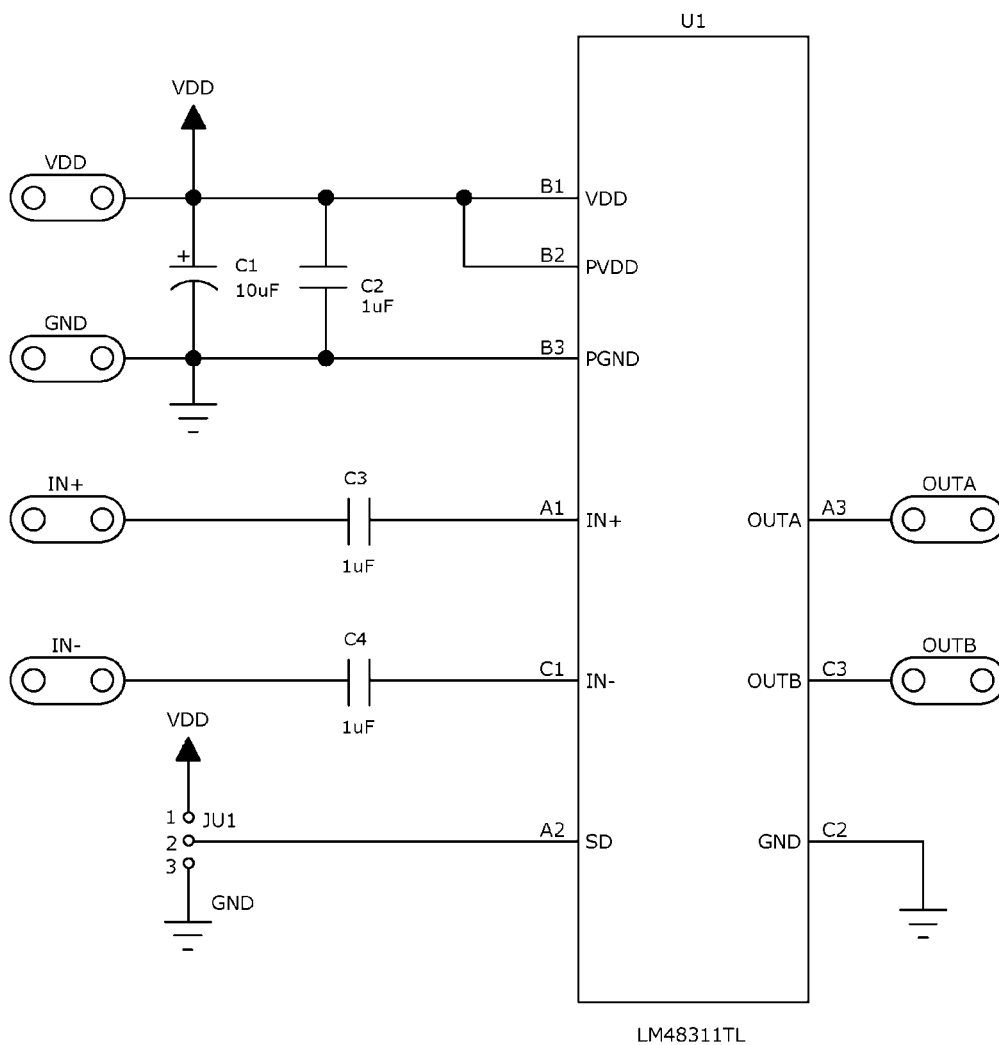 U1
VDD
VDD
B1
VDD
B2
PVDD
+
C1
10uF
C2
1uF
GND
B3
PGND
IN+
C3
1uF
A1
IN+
OUTA
A3
OUTA
IN-
C4
1uF
C1
IN-
OUTB
C3
OUTB
VDD
1
JU1
2
3
A2
SD
GND
C2
GND
LM48311TL